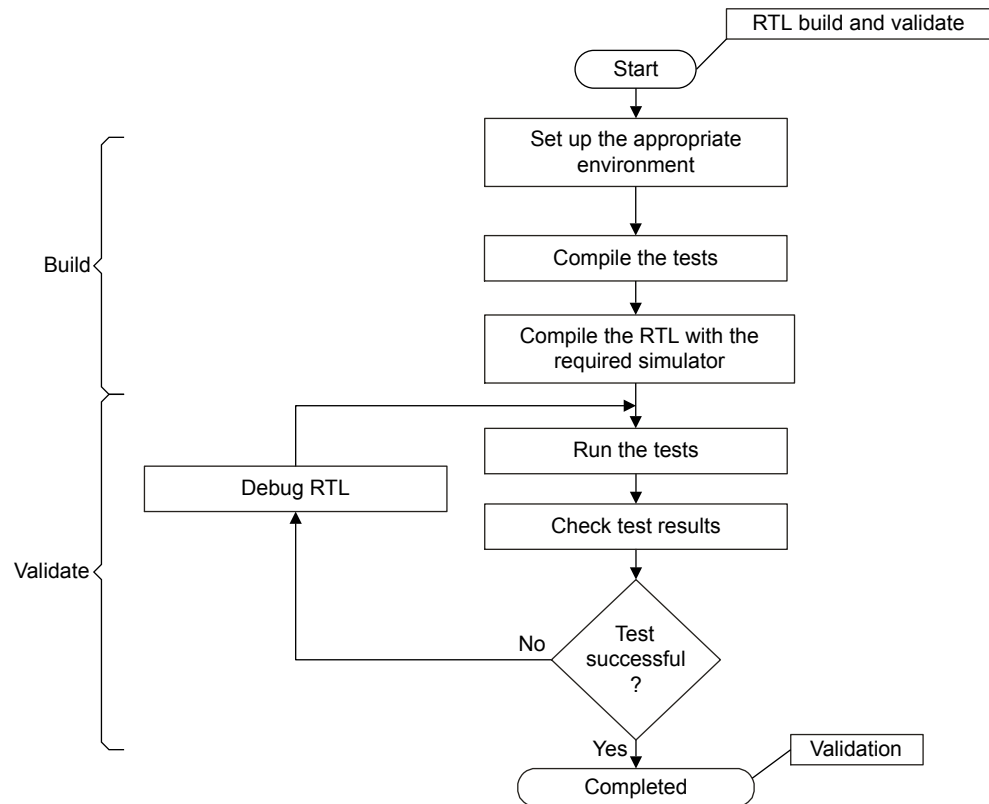 RTL build and validate
Start
Set up the appropriate
environment
Build
Compile the tests
Compile the RTL with the
required simulator
Run the tests
Debug RTL
Check test results
Validate
Test
successful
?
No
Yes
Validation
Completed